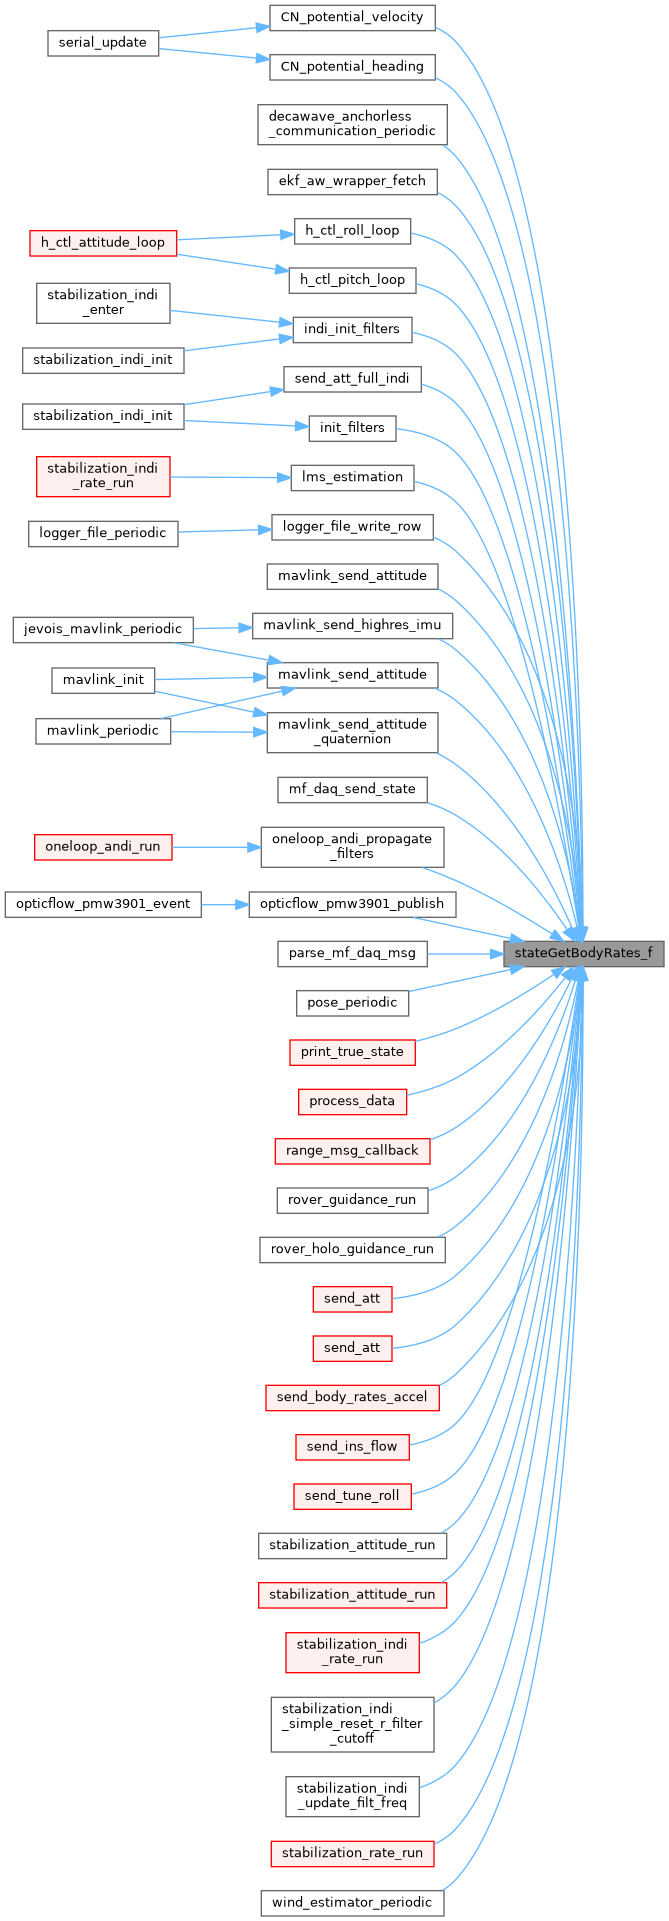 CN_potential_velocity
serial_update
CN_potential_heading
decawave_anchorless
_communication_periodic
ekf_aw_wrapper_fetch
h_ctl_roll_loop
h_ctl_attitude_loop
h_ctl_pitch_loop
stabilization_indi
_enter
indi_init_filters
stabilization_indi_init
send_att_full_indi
stabilization_indi_init
init_filters
stabilization_indi
_rate_run
lms_estimation
logger_file_write_row
logger_file_periodic
mavlink_send_attitude
mavlink_send_highres_imu
jevois_mavlink_periodic
mavlink_send_attitude
mavlink_init
mavlink_send_attitude
_quaternion
mavlink_periodic
mf_daq_send_state
oneloop_andi_propagate
_filters
oneloop_andi_run
opticflow_pmw3901_event
opticflow_pmw3901_publish
parse_mf_daq_msg
stateGetBodyRates_f
pose_periodic
print_true_state
process_data
range_msg_callback
rover_guidance_run
rover_holo_guidance_run
send_att
send_att
send_body_rates_accel
send_ins_flow
send_tune_roll
stabilization_attitude_run
stabilization_attitude_run
stabilization_indi
_rate_run
stabilization_indi
_simple_reset_r_filter
_cutoff
stabilization_indi
_update_filt_freq
stabilization_rate_run
wind_estimator_periodic